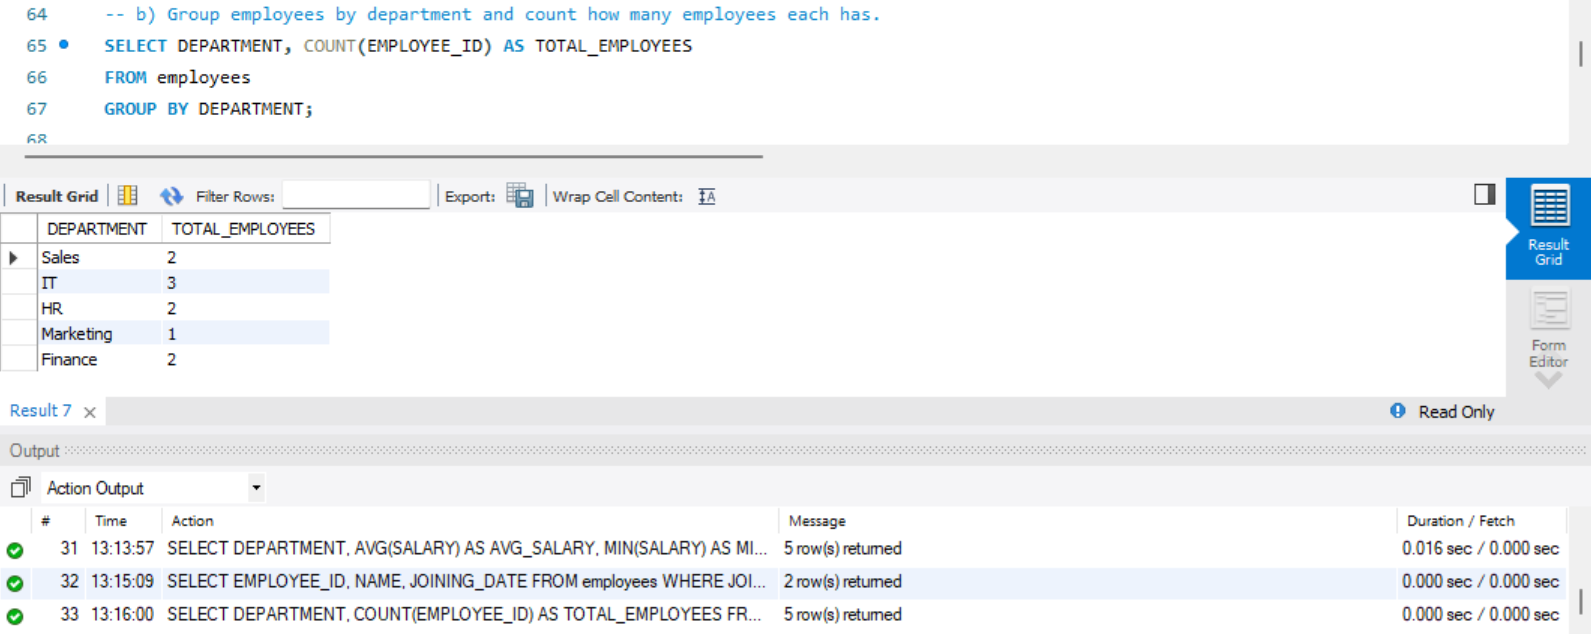 64 -- b) Group employees by department and count how many employees each has.
65 SELECT DEPARTMENT, COUNT(EMPLOYEE_ID) AS TOTAL_EMPLOYEES
66 FROM employees
67 GROUP BY DEPARTMENT;
68
Result Grid Filter Rows: Export: Wrap Cell Content: IA
DEPARTMENT TOTAL_EMPLOYEES
Sales 2
IT 3
HR 2
Marketing 1
Finance 2
Result Grid
Form Editor
Result 7 × Read Only
Output
Action Output
# Time Action Message Duration / Fetch
31 13:13:57 SELECT DEPARTMENT, AVG(SALARY) AS AVG_SALARY, MIN(SALARY) AS MI... 5 row(s) returned 0.016 sec / 0.000 sec
32 13:15:09 SELECT EMPLOYEE_ID, NAME, JOINING_DATE FROM employees WHERE JOI... 2 row(s) returned 0.000 sec / 0.000 sec
33 13:16:00 SELECT DEPARTMENT, COUNT(EMPLOYEE_ID) AS TOTAL_EMPLOYEES FR... 5 row(s) returned 0.000 sec / 0.000 sec